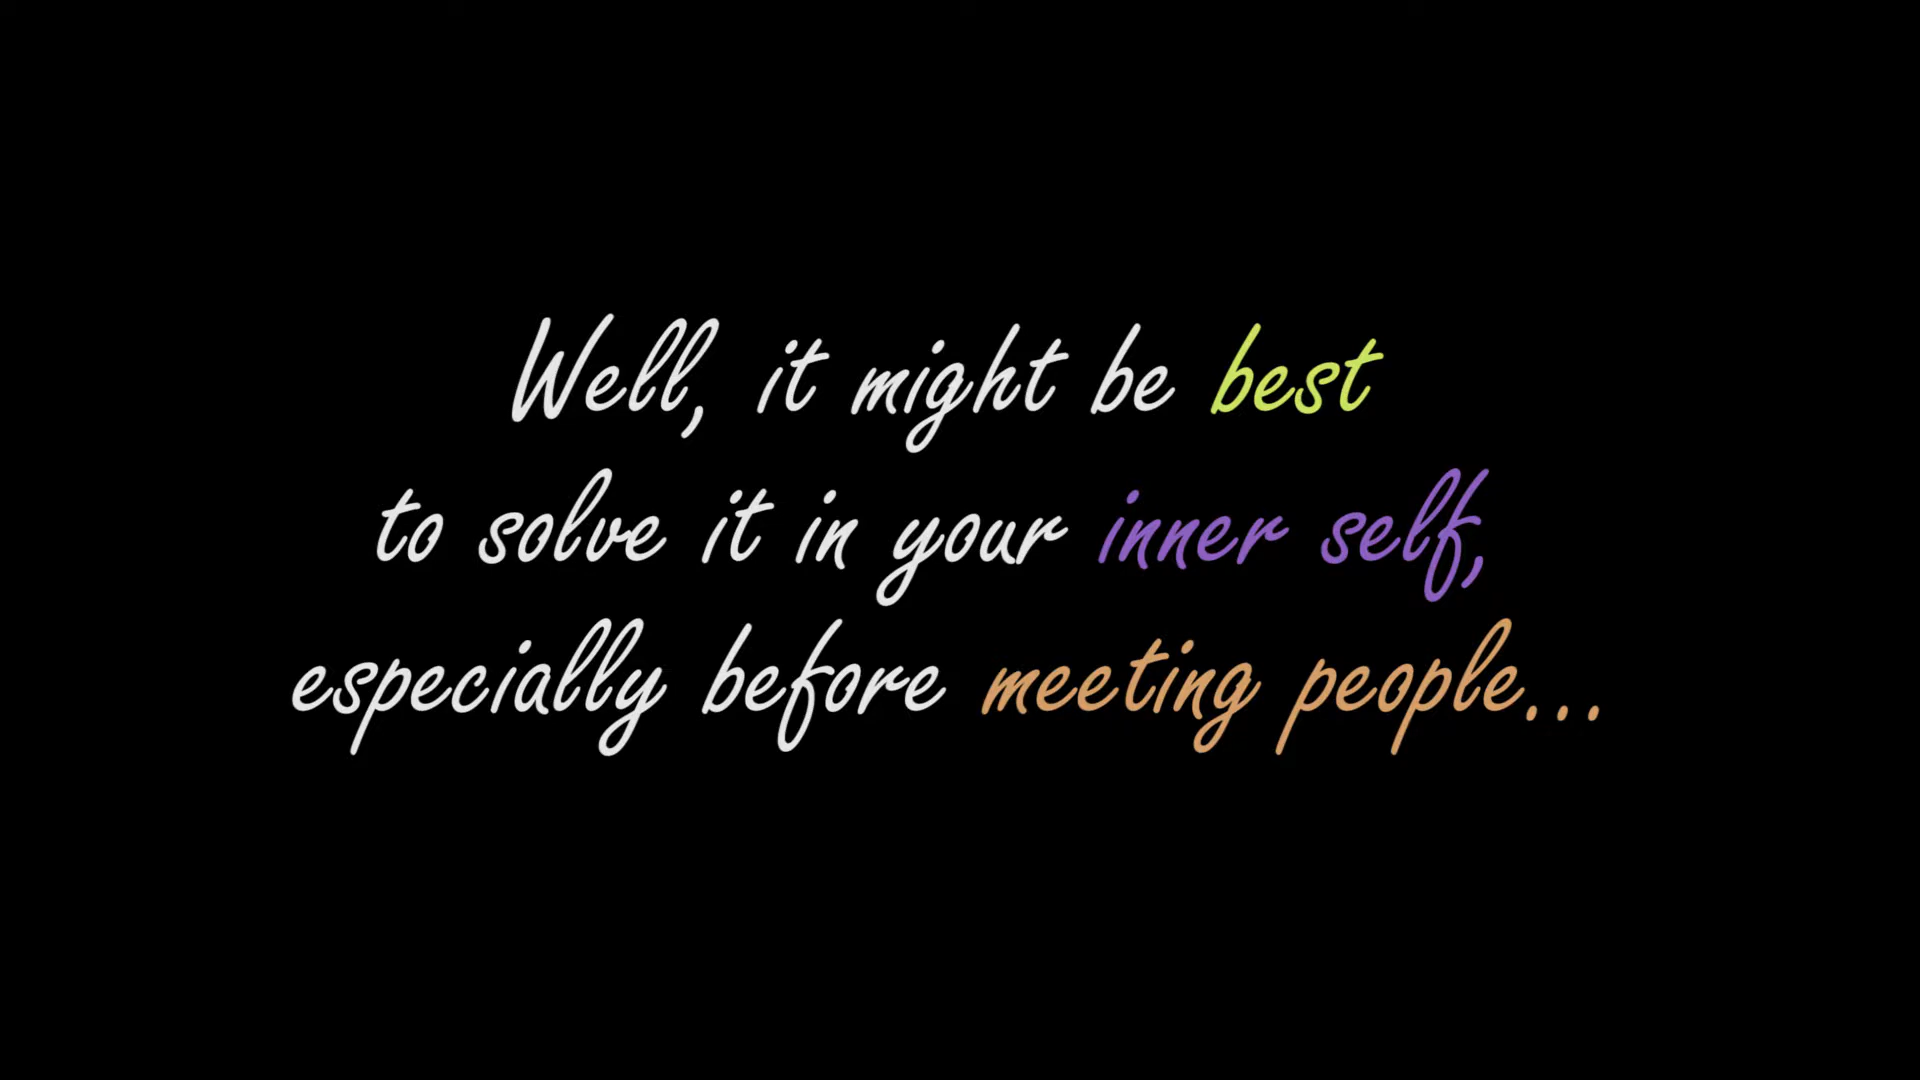 Well, it might be best
to solve it in your inner self,
especially before meeting people...